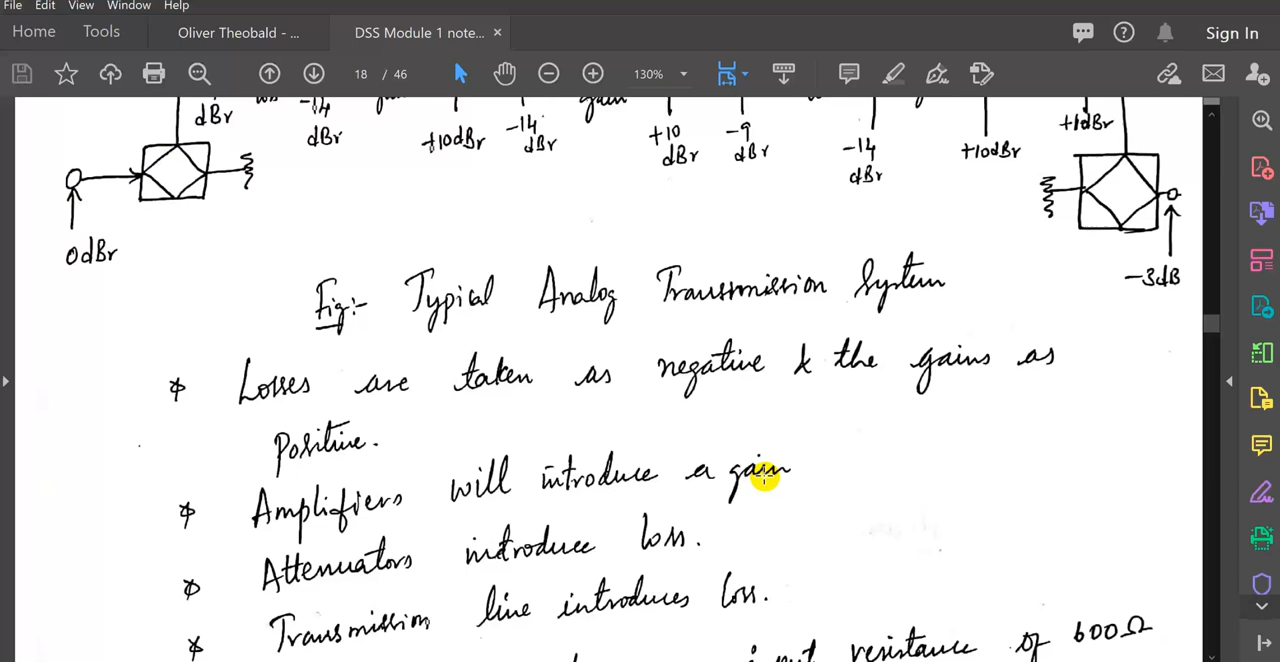 File Edit View Window Help
Home Tools Oliver Theobald - ... DSS Module 1 note... × Sign In
18 / 46 130%
dBr -14 dBr +10dBr -14 dBr gain +10 dBr -9 dBr -14 dBr +10dBr +1dBr
0dBr
-3dB
Fig:- Typical Analog Transmission System
* Losses are taken as negative & the gains as
Positive.
* Amplifiers will introduce a gain
* Attenuators introduce loss.
* Transmission line introduces loss.
resistance of 600Ω